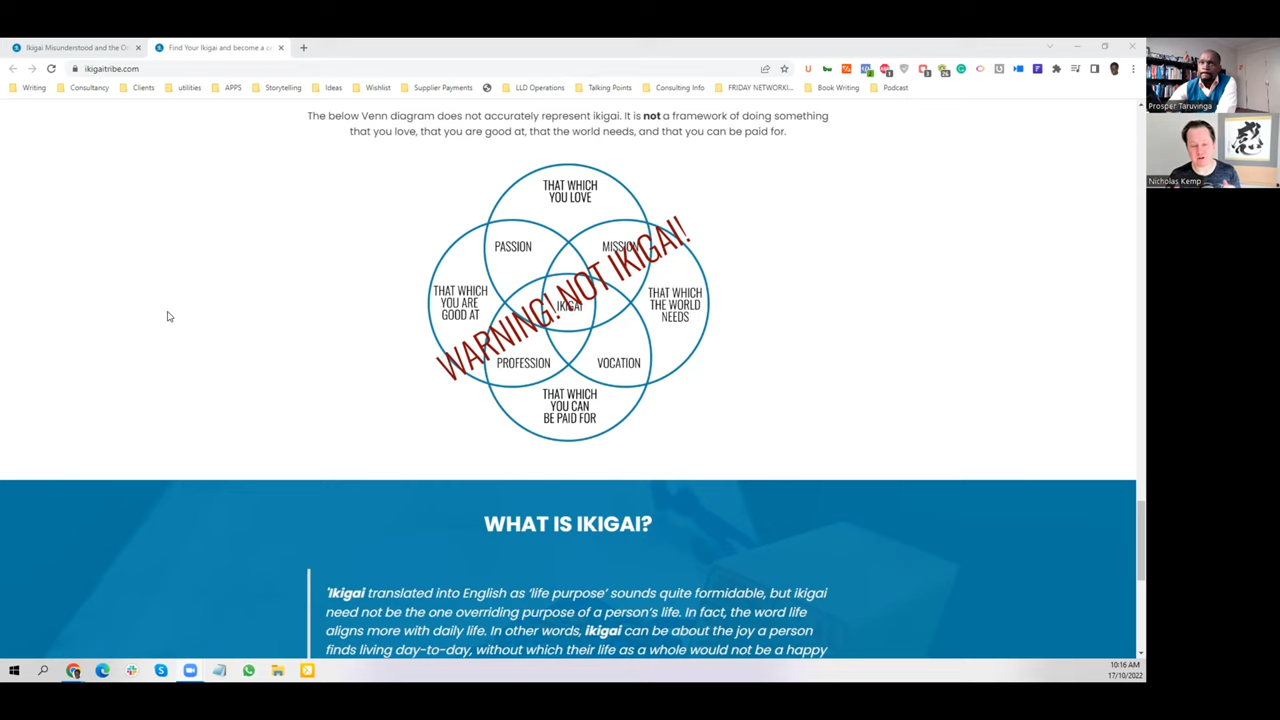 Ikigai Misunderstood and the O
Find Your Ikigai and become a c
ikigaitribe.com
Writing
Consultancy
Clients
utilities
APPS
Storytelling
Ideas
Wishlist
Supplier Payments
LLD Operations
Talking Points
Consulting Info
FRIDAY NETWORKI...
Book Writing
Podcast
Prosper Taruvinga
Nicholas Kemp
The below Venn diagram does not accurately represent ikigai. It is not a framework of doing something
that you love, that you are good at, that the world needs, and that you can be paid for.
THAT WHICH
YOU LOVE
PASSION
MISSION
THAT WHICH
YOU ARE
GOOD AT
IKIGAI
THAT WHICH
THE WORLD
NEEDS
WARNING! NOT IKIGAI!
PROFESSION
VOCATION
THAT WHICH
YOU CAN
BE PAID FOR
WHAT IS IKIGAI?
'Ikigai translated into English as 'life purpose' sounds quite formidable, but ikigai
need not be the one overriding purpose of a person's life. In fact, the word life
aligns more with daily life. In other words, ikigai can be about the joy a person
finds living day-to-day, without which their life as a whole would not be a happy
10:16 AM
17/10/2022